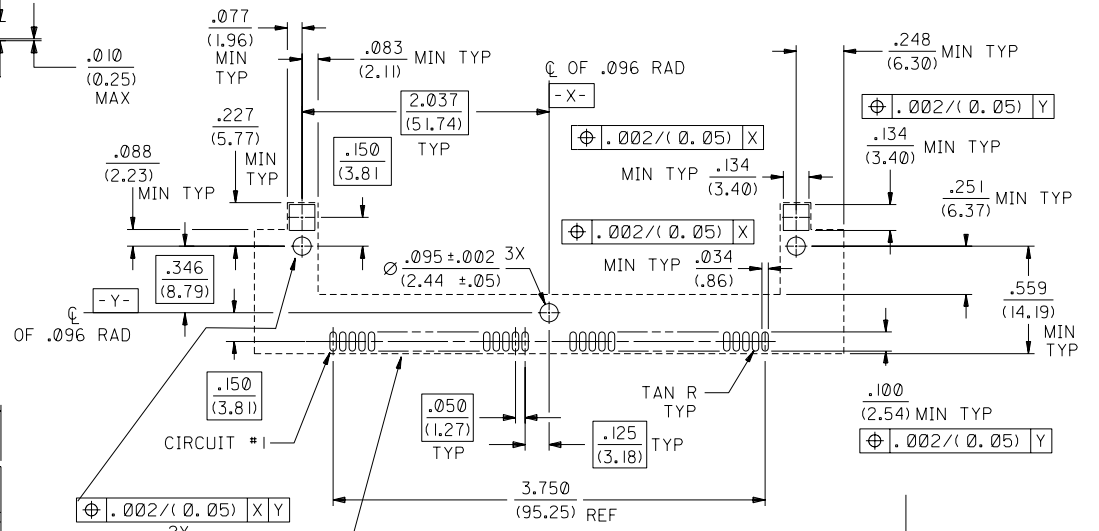 .077
(1.96)
MIN
TYP
.010
(0.25)
MAX
.083
(2.11) MIN TYP
℄ OF .096 RAD
-X-
.248
(6.30) MIN TYP
2.037
(51.74)
TYP
⌖ .002/(0.05) Y
.227
(5.77)
MIN
TYP
.150
(3.81
⌖ .002/(0.05) X
.134
(3.40) MIN TYP
.088
(2.23)
MIN TYP
MIN TYP .134
(3.40)
.251
(6.37) MIN TYP
⌖ .002/(0.05) X
.346
(8.79)
Ø .095 ±.002 3X
(2.44 ±.05)
MIN TYP .034
(.86)
-Y-
℄
OF .096 RAD
.559
(14.19)
MIN
TYP
.150
(3.81)
CIRCUIT #1
.050
(1.27)
TYP
.125
(3.18) TYP
TAN R
TYP
.100
(2.54) MIN TYP
⌖ .002/(0.05) Y
3.750
(95.25) REF
⌖ .002/(0.05) X Y
2X